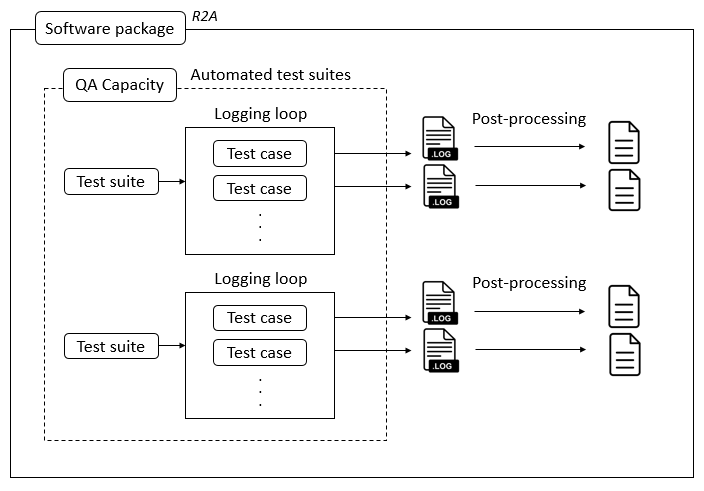 Software package
R2A
QA Capacity
Automated test suites
Logging loop
Test suite
Test case
Test case
.LOG
.LOG
Post-processing
Logging loop
Test suite
Test case
Test case
.LOG
.LOG
Post-processing